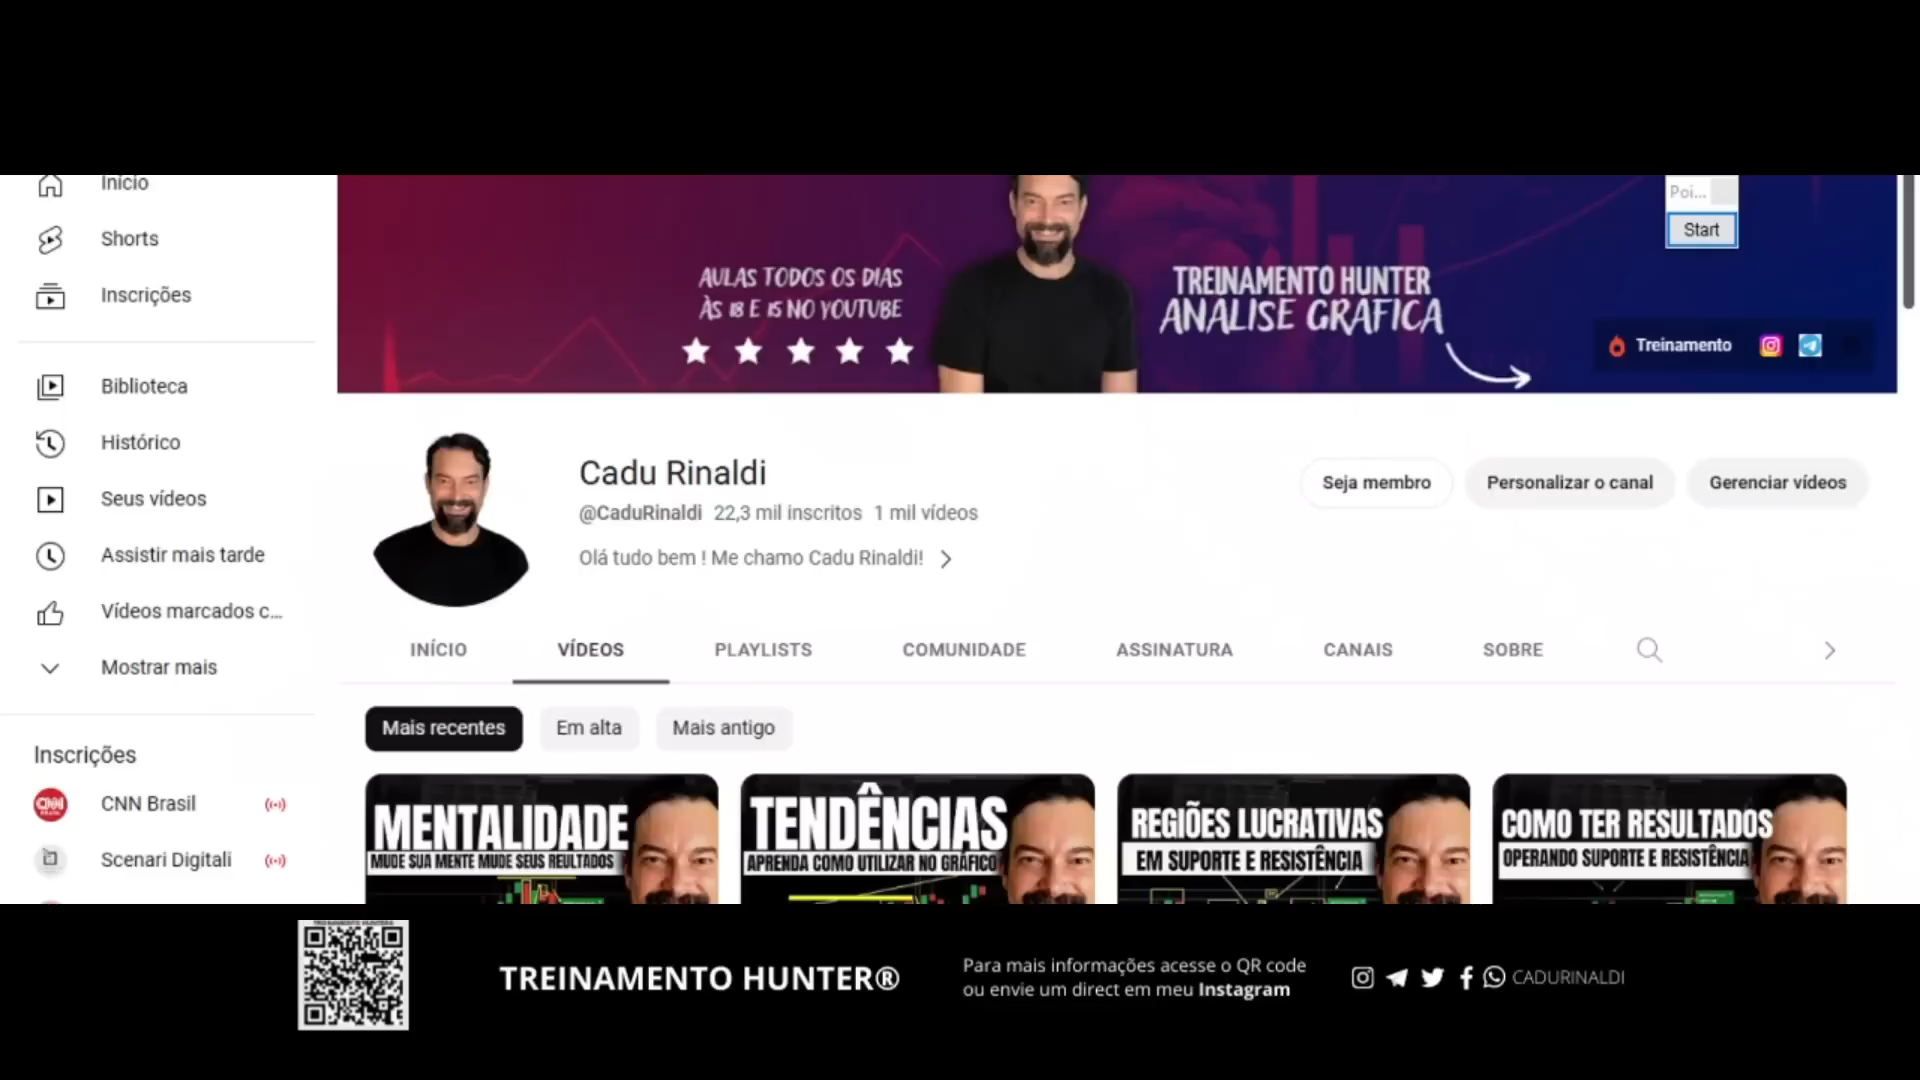 Início
Shorts
Inscrições
Biblioteca
Histórico
Seus vídeos
Assistir mais tarde
Vídeos marcados c...
Mostrar mais
Inscrições
CNN Brasil
Scenari Digitali
AULAS TODOS OS DIAS
ÀS 13 E 15 NO YOUTUBE
TREINAMENTO HUNTER
ANALISE GRAFICA
Poi...
Start
Treinamento
Cadu Rinaldi
@CaduRinaldi 22,3 mil inscritos 1 mil vídeos
Olá tudo bem ! Me chamo Cadu Rinaldi!
Seja membro
Personalizar o canal
Gerenciar vídeos
INÍCIO VÍDEOS PLAYLISTS COMUNIDADE ASSINATURA CANAIS SOBRE
Mais recentes Em alta Mais antigo
MENTALIDADE
MUDE SUA MENTE MUDE SEUS REULTADOS
TENDÊNCIAS
APRENDA COMO UTILIZAR NO GRÁFICO
REGIÕES LUCRATIVAS
EM SUPORTE E RESISTÊNCIA
COMO TER RESULTADOS
OPERANDO SUPORTE E RESISTÊNCIA
TREINAMENTO HUNTER®
Para mais informações acesse o QR code
ou envie um direct em meu Instagram
CADURINALDI